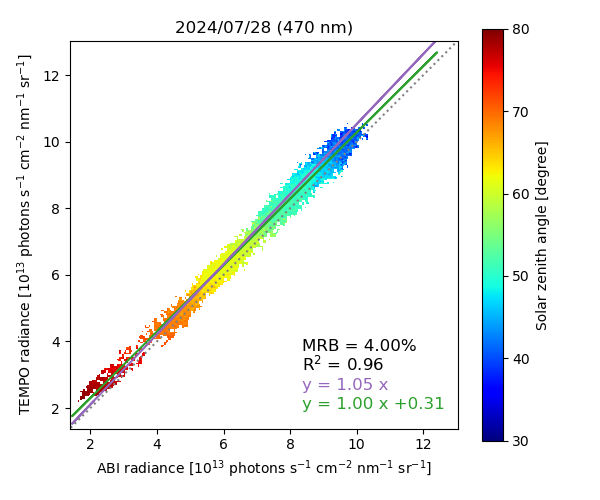 2024/07/28 (470 nm)
TEMPO radiance [10¹³ photons s⁻¹ cm⁻² nm⁻¹ sr⁻¹]
12
10
8
6
4
2
2 4 6 8 10 12
ABI radiance [10¹³ photons s⁻¹ cm⁻² nm⁻¹ sr⁻¹]
MRB = 4.00%
R² = 0.96
y = 1.05 x
y = 1.00 x +0.31
80
70
60
50
40
30
Solar zenith angle [degree]